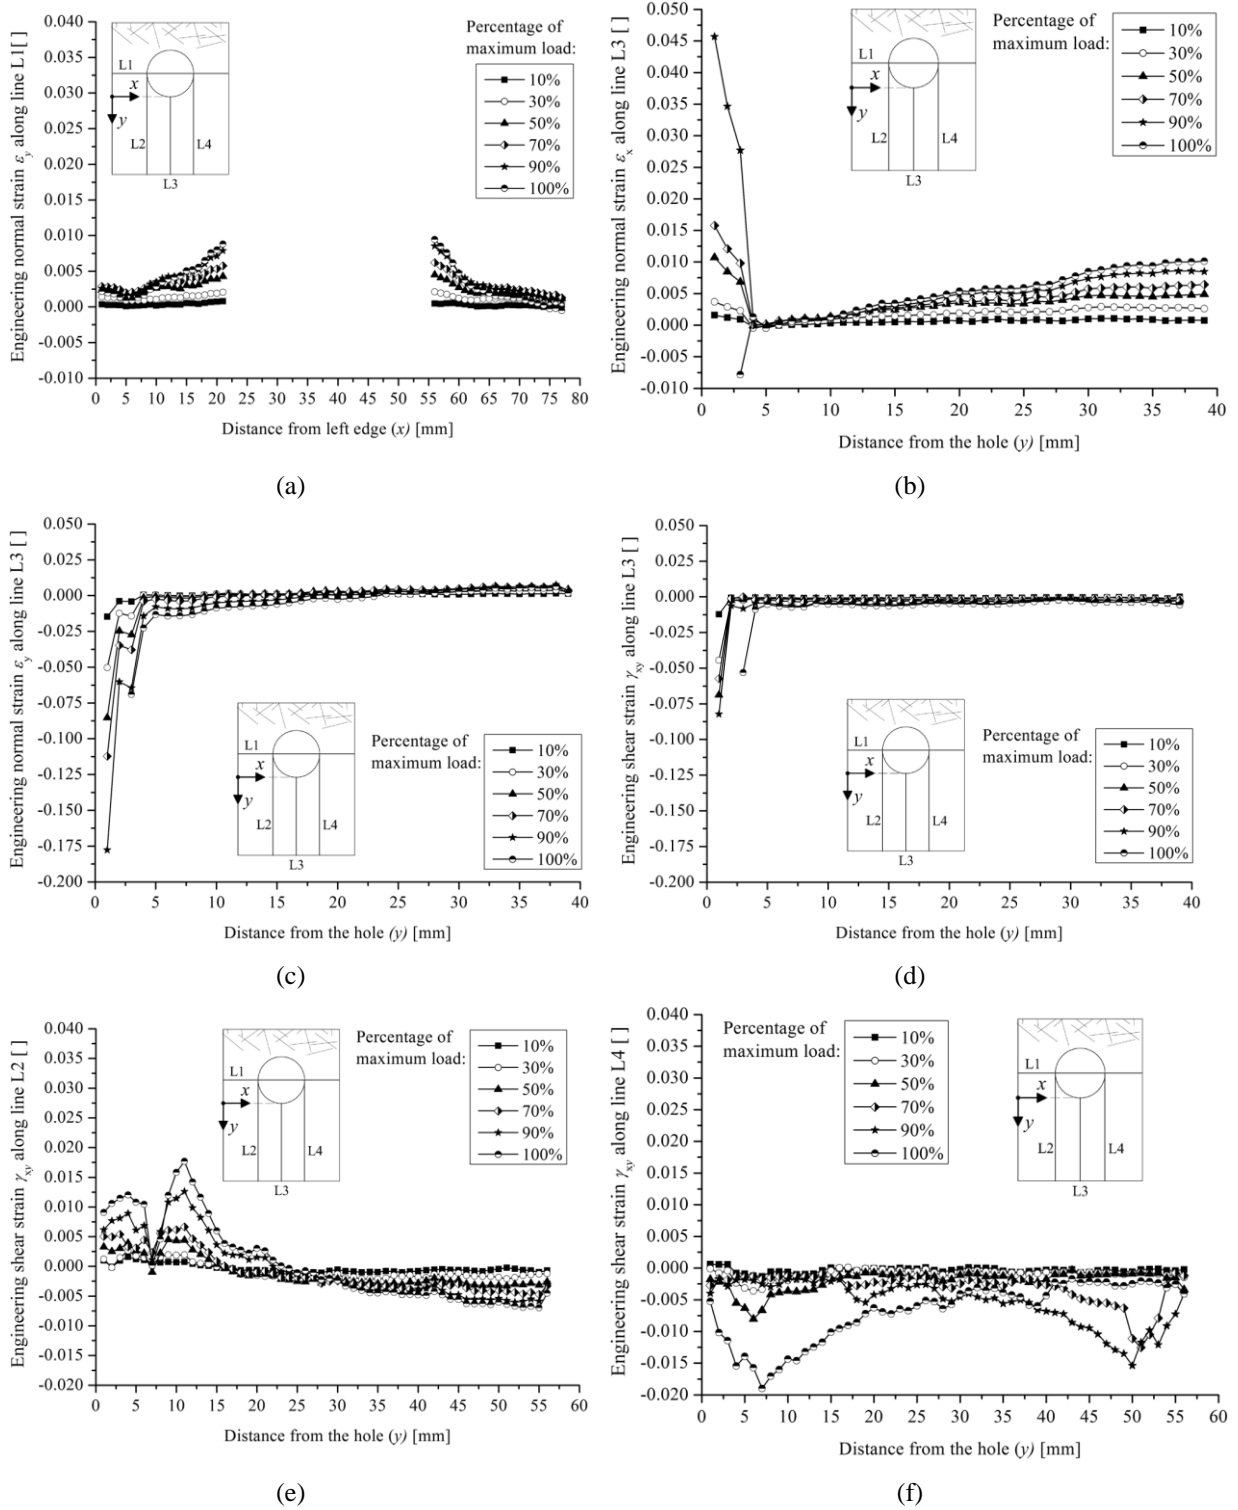 Engineering normal strain εy along line L1[ ]
0.040
0.035
0.030
0.025
0.020
0.015
0.010
0.005
0.000
-0.005
-0.010
0 5 10 15 20 25 30 35 40 45 50 55 60 65 70 75 80
Distance from left edge (x) [mm]
L1
x
y
L2
L4
L3
Percentage of
maximum load:
10%
30%
50%
70%
90%
100%
(a)
Engineering normal strain εx along line L3 [ ]
0.050
0.045
0.040
0.035
0.030
0.025
0.020
0.015
0.010
0.005
0.000
-0.005
-0.010
0 5 10 15 20 25 30 35 40
Distance from the hole (y) [mm]
L1
x
y
L2
L4
L3
Percentage of
maximum load:
10%
30%
50%
70%
90%
100%
(b)
Engineering normal strain εy along line L3 [ ]
0.050
0.025
0.000
-0.025
-0.050
-0.075
-0.100
-0.125
-0.150
-0.175
-0.200
0 5 10 15 20 25 30 35 40
Distance from the hole (y) [mm]
L1
x
y
L2
L4
L3
Percentage of
maximum load:
10%
30%
50%
70%
90%
100%
(c)
Engineering shear strain γxy along line L3 [ ]
0.050
0.025
0.000
-0.025
-0.050
-0.075
-0.100
-0.125
-0.150
-0.175
-0.200
0 5 10 15 20 25 30 35 40
Distance from the hole (y) [mm]
L1
x
y
L2
L4
L3
Percentage of
maximum load:
10%
30%
50%
70%
90%
100%
(d)
Engineering shear strain γxy along line L2 [ ]
0.040
0.035
0.030
0.025
0.020
0.015
0.010
0.005
0.000
-0.005
-0.010
-0.015
-0.020
0 5 10 15 20 25 30 35 40 45 50 55 60
Distance from the hole (y) [mm]
L1
x
y
L2
L4
L3
Percentage of
maximum load:
10%
30%
50%
70%
90%
100%
(e)
Engineering shear strain γxy along line L4 [ ]
0.040
0.035
0.030
0.025
0.020
0.015
0.010
0.005
0.000
-0.005
-0.010
-0.015
-0.020
0 5 10 15 20 25 30 35 40 45 50 55 60
Distance from the hole (y) [mm]
Percentage of
maximum load:
10%
30%
50%
70%
90%
100%
L1
x
y
L2
L4
L3
(f)